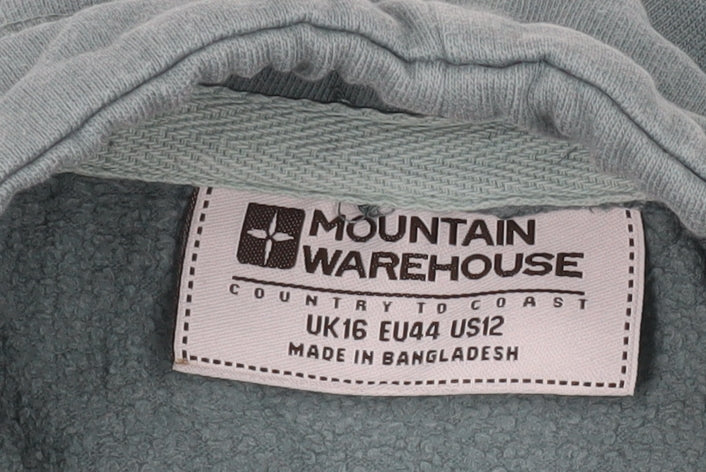 MOUNTAIN
WAREHOUSE
COUNTRY TO COAST
UK16 EU44 US12
MADE IN BANGLADESH